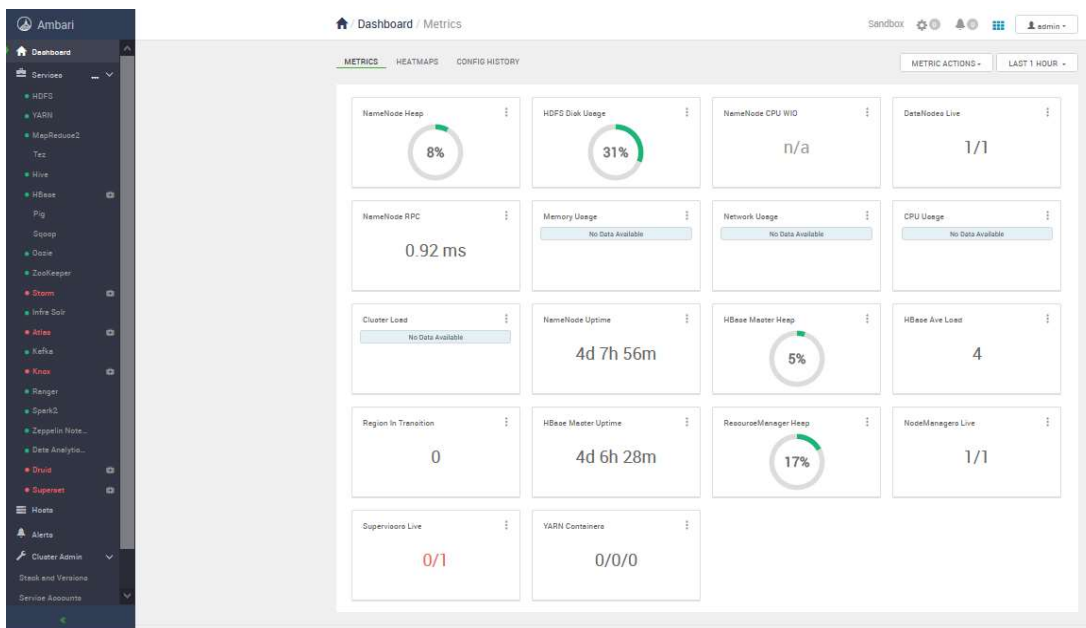 Ambari
Dashboard / Metrics
Sandbox
0
0
admin
Dashboard
Services
...
HDFS
YARN
MapReduce2
Tez
Hive
HBase
Pig
Sqoop
Oozie
ZooKeeper
Storm
Infra Solr
Atlas
Kafka
Knox
Ranger
Spark2
Zeppelin Note...
Data Analytic...
Druid
Superset
Hosts
Alerts
Cluster Admin
Stack and Versions
Service Accounts
METRICS HEATMAPS CONFIG HISTORY
METRIC ACTIONS LAST 1 HOUR
NameNode Heap
8%
HDFS Disk Usage
31%
NameNode CPU WIO
n/a
DataNodes Live
1/1
NameNode RPC
0.92 ms
Memory Usage
No Data Available
Network Usage
No Data Available
CPU Usage
No Data Available
Cluster Load
No Data Available
NameNode Uptime
4d 7h 56m
HBase Master Heap
5%
HBase Ave Load
4
Region In Transition
0
HBase Master Uptime
4d 6h 28m
ResourceManager Heap
17%
NodeManagers Live
1/1
Supervisors Live
0/1
YARN Containers
0/0/0